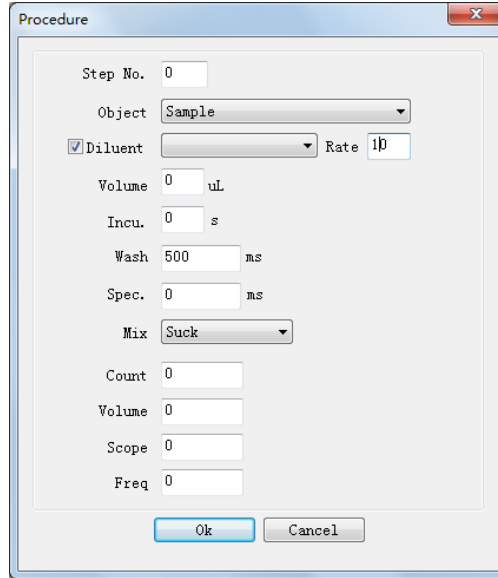 Procedure
Step No. 0
Object Sample
Diluent Rate 10
Volume 0 uL
Incu. 0 s
Wash 500 ms
Spec. 0 ms
Mix Suck
Count 0
Volume 0
Scope 0
Freq 0
Ok Cancel